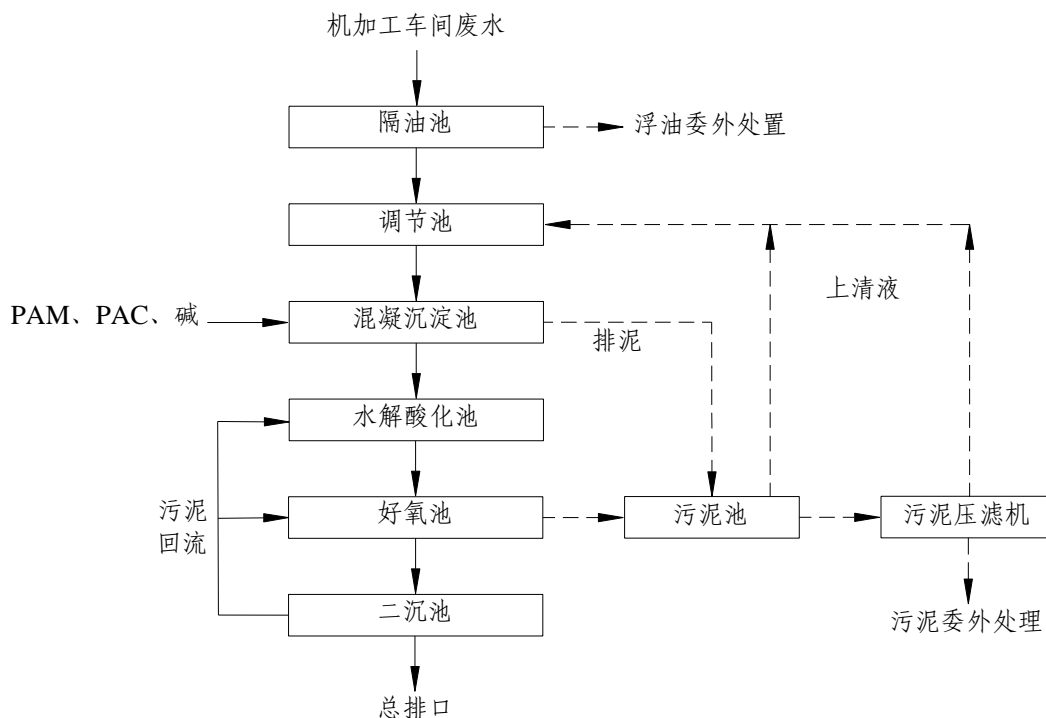 机加工车间废水
隔油池
浮油委外处置
调节池
上清液
PAM、PAC、碱
混凝沉淀池
排泥
水解酸化池
污泥
回流
好氧池
污泥池
污泥压滤机
二沉池
污泥委外处理
总排口